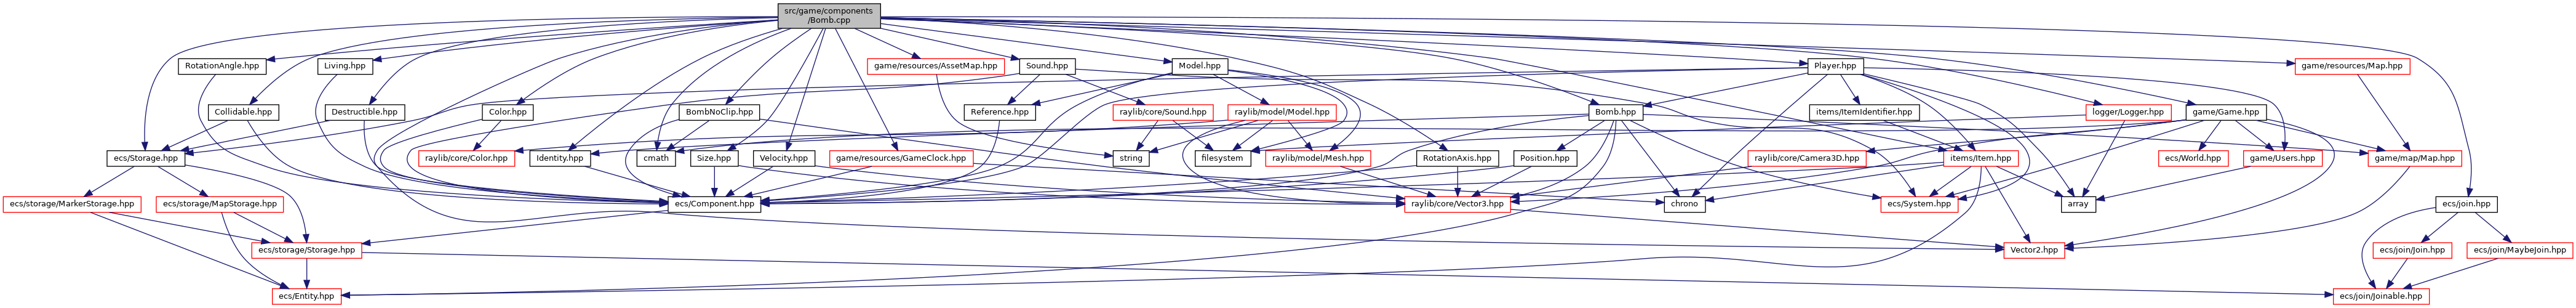 src/game/components
/Bomb.cpp
RotationAngle.hpp
Living.hpp
game/resources/AssetMap.hpp
Sound.hpp
Model.hpp
Player.hpp
game/resources/Map.hpp
Collidable.hpp
Destructible.hpp
Color.hpp
BombNoClip.hpp
Reference.hpp
raylib/core/Sound.hpp
raylib/model/Model.hpp
Bomb.hpp
items/ItemIdentifier.hpp
logger/Logger.hpp
game/Game.hpp
ecs/Storage.hpp
raylib/core/Color.hpp
Identity.hpp
cmath
Size.hpp
Velocity.hpp
game/resources/GameClock.hpp
string
filesystem
raylib/model/Mesh.hpp
RotationAxis.hpp
Position.hpp
raylib/core/Camera3D.hpp
items/Item.hpp
ecs/World.hpp
game/Users.hpp
game/map/Map.hpp
ecs/storage/MarkerStorage.hpp
ecs/storage/MapStorage.hpp
ecs/Component.hpp
raylib/core/Vector3.hpp
chrono
ecs/System.hpp
array
ecs/join.hpp
ecs/storage/Storage.hpp
Vector2.hpp
ecs/join/Join.hpp
ecs/join/MaybeJoin.hpp
ecs/Entity.hpp
ecs/join/Joinable.hpp